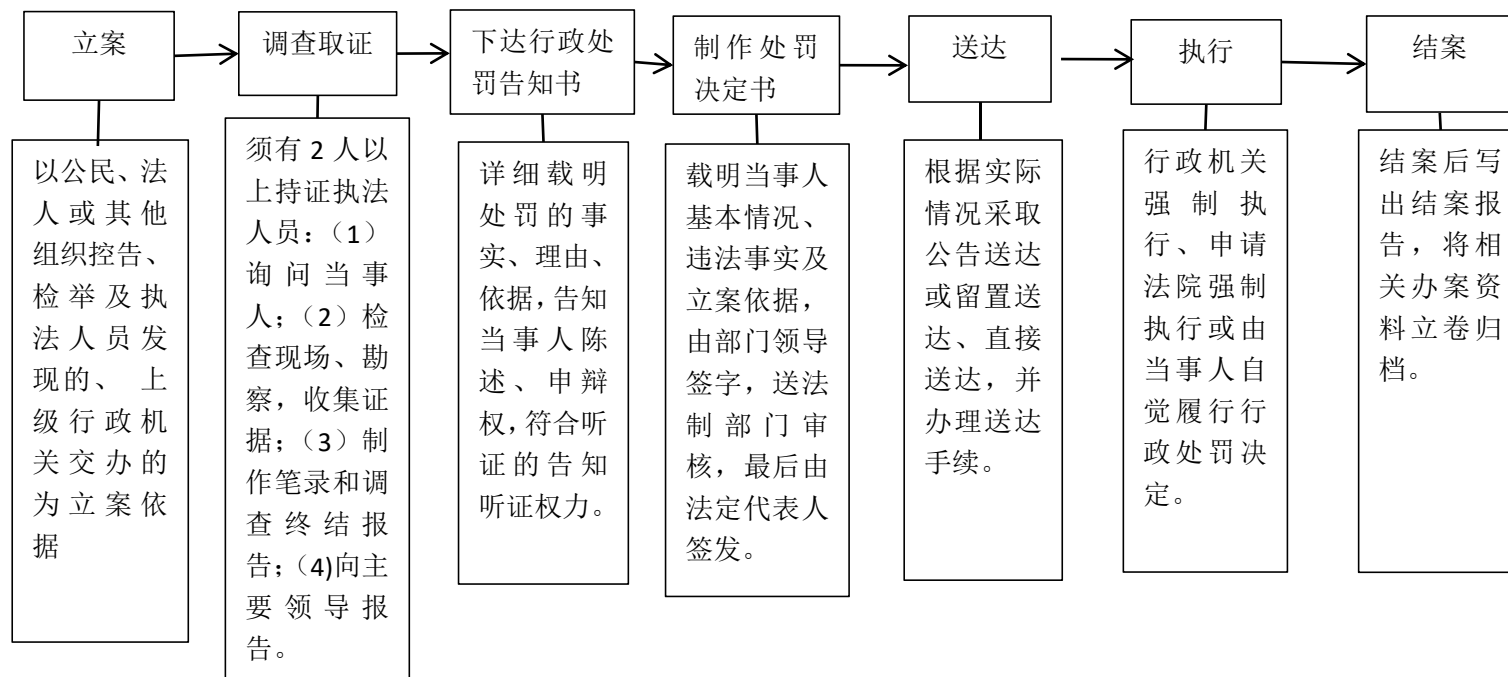 立案
调查取证
下达行政处
罚告知书
制作处罚
决定书
送达
执行
结案
以公民、法
人或其他
组织控告、
检举及执
法人员发
现的、上
级行政机
关交办的
为立案依
据
须有 2 人以
上持证执法
人员：（1）
询问当事
人；（2）检
查现场、勘
察，收集证
据；（3）制
作笔录和调
查终结报
告；（4)向主
要领导报
告。
详细载明
处罚的事
实、理由、
依据，告知
当事人陈
述、申辩
权，符合听
证的告知
听证权力。
载明当事人
基本情况、
违法事实及
立案依据，
由部门领导
签字，送法
制部门审
核，最后由
法定代表人
签发。
根据实际
情况采取
公告送达
或留置送
达、直接
送达，并
办理送达
手续。
行政机关
强制执
行、申请
法院强制
执行或由
当事人自
觉履行行
政处罚决
定。
结案后写
出结案报
告，将相
关办案资
料立卷归
档。